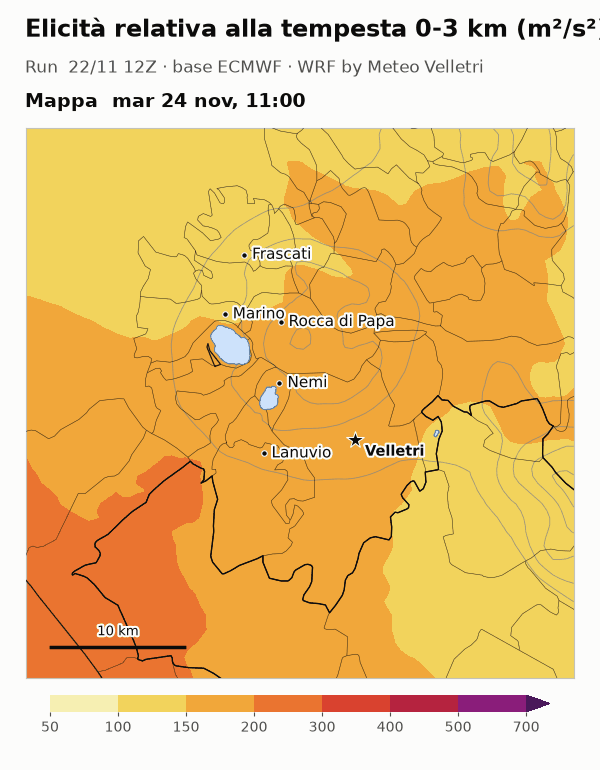 Elicità relativa alla tempesta 0-3 km (m²/s²)
Run  22/11 12Z · base ECMWF · WRF by Meteo Velletri
Mappa  mar 24 nov, 11:00
Frascati
Marino
Rocca di Papa
Nemi
Velletri
Lanuvio
10 km
50 100 150 200 300 400 500 700